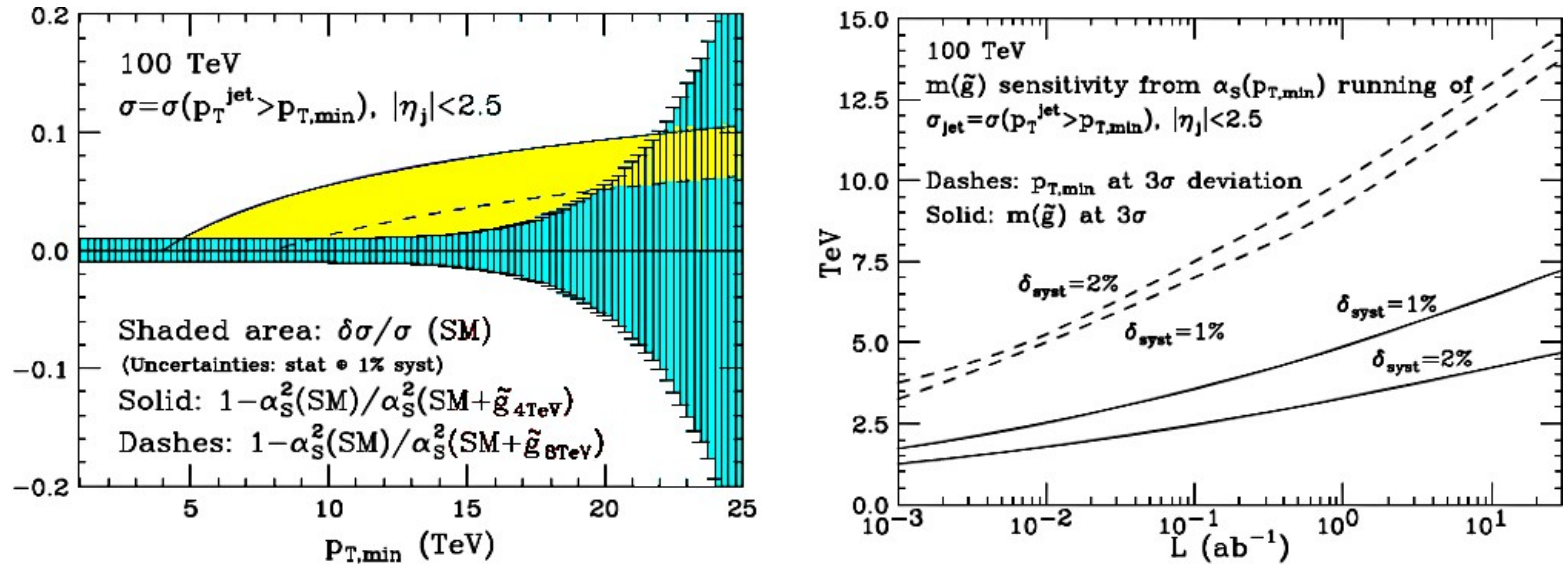 0.2
0.1
0.0
-0.1
-0.2
100 TeV
σ=σ(p_T^jet>p_T,min), |η_j|<2.5
Shaded area: δσ/σ (SM)
(Uncertainties: stat ⊕ 1% syst)
Solid: 1-α_S^2(SM)/α_S^2(SM+g̃_4TeV)
Dashes: 1-α_S^2(SM)/α_S^2(SM+g̃_8TeV)
5 10 15 20 25
p_T,min (TeV)
15.0
12.5
10.0
7.5
5.0
2.5
0.0
TeV
100 TeV
m(g̃) sensitivity from α_S(p_T,min) running of
σ_jet=σ(p_T^jet>p_T,min), |η_j|<2.5
Dashes: p_T,min at 3σ deviation
Solid: m(g̃) at 3σ
δ_syst=2%
δ_syst=1%
δ_syst=1%
δ_syst=2%
10^-3 10^-2 10^-1 10^0 10^1
L (ab^-1)